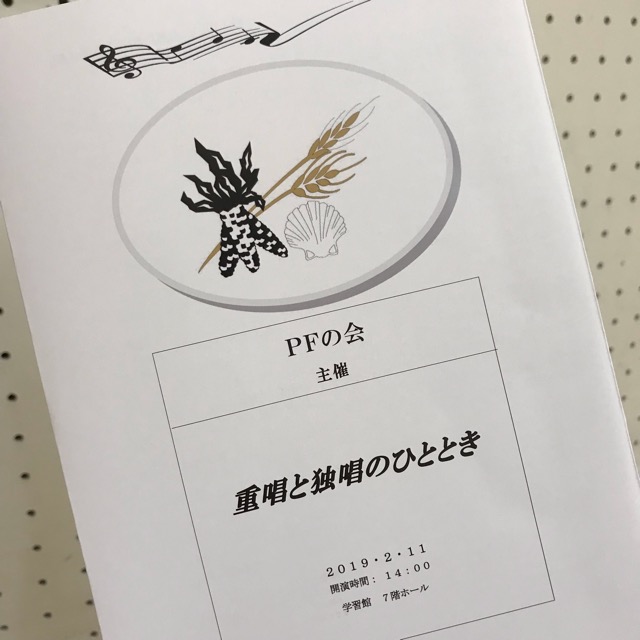 PFの会
主催
重唱と独唱のひととき
2019・2・11
開演時間： 14：00
学習館　7階ホール